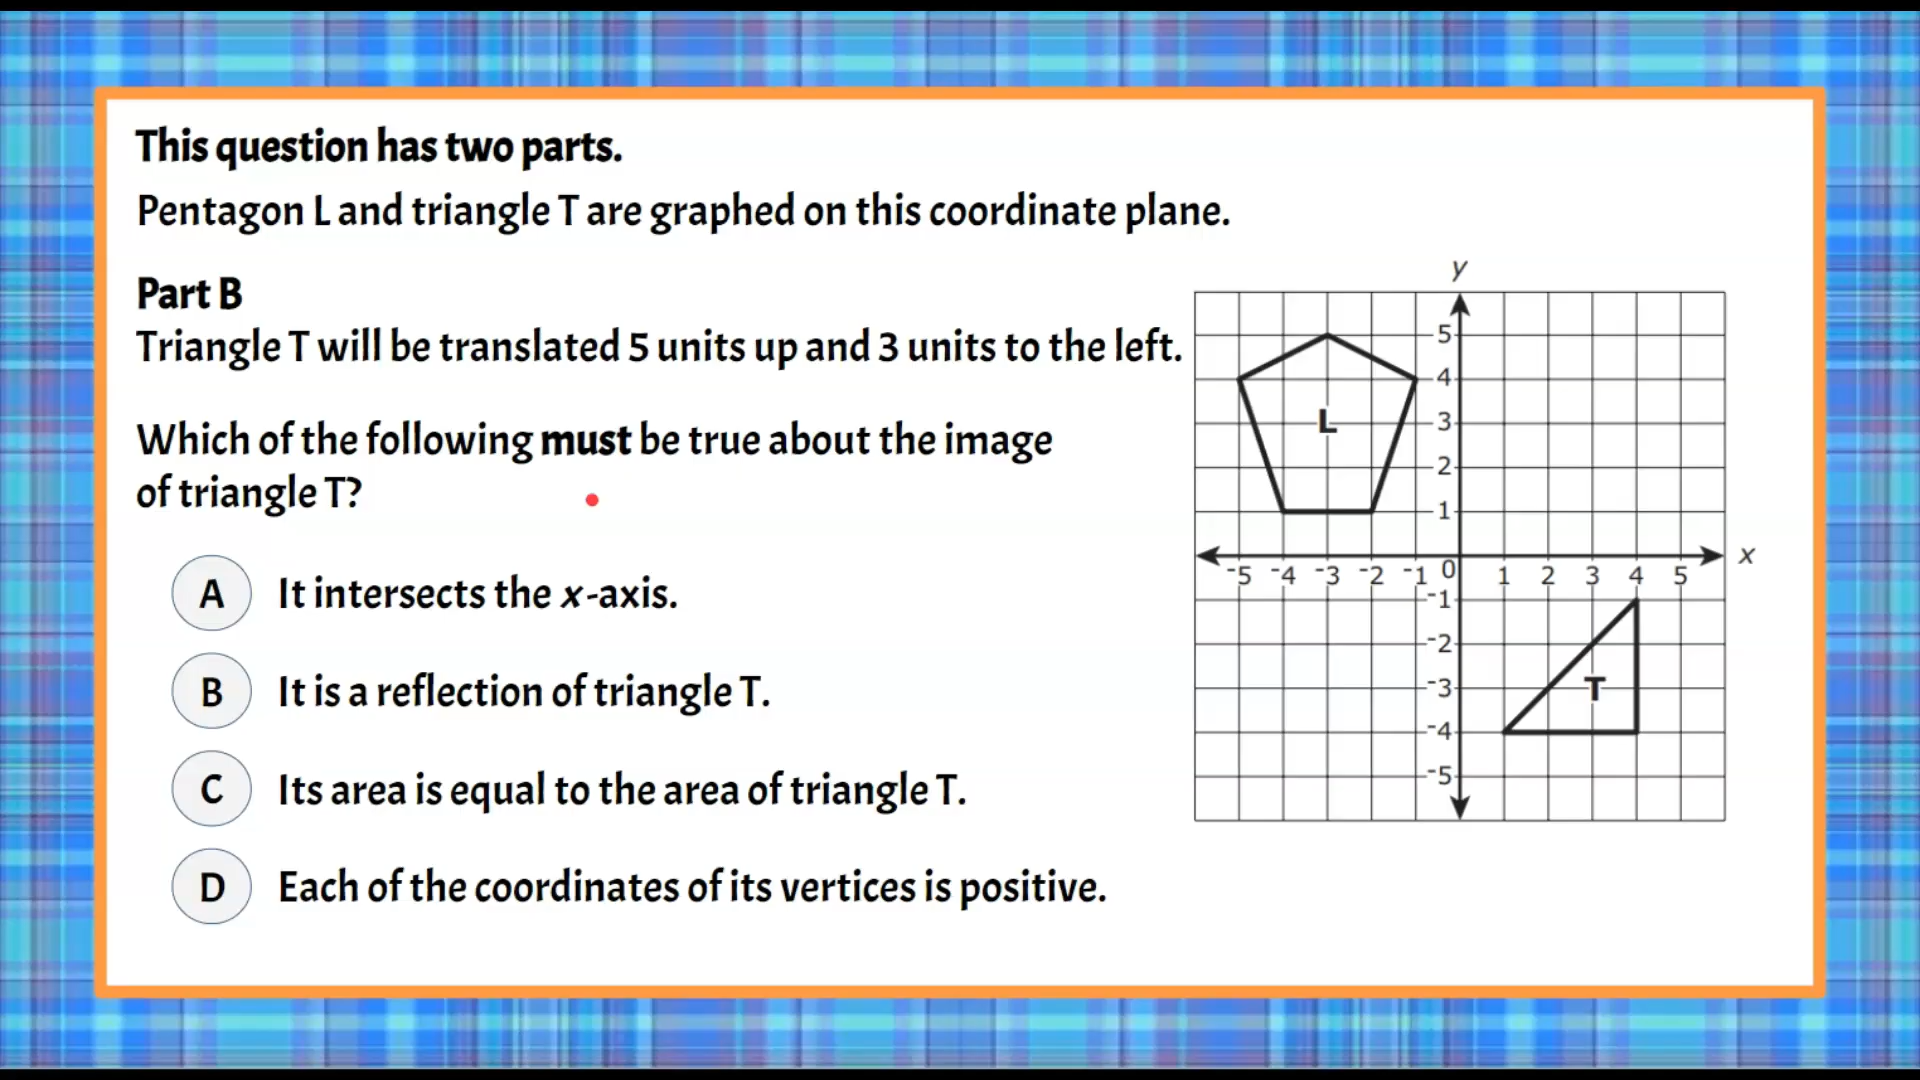 This question has two parts.
Pentagon L and triangle T are graphed on this coordinate plane.
Part B
Triangle T will be translated 5 units up and 3 units to the left.
Which of the following must be true about the image
of triangle T?
A It intersects the x-axis.
B It is a reflection of triangle T.
C Its area is equal to the area of triangle T.
D Each of the coordinates of its vertices is positive.
y
5
4
L
3
2
1
x
-5 -4 -3 -2 -1 0 1 2 3 4 5
-1
-2
-3
T
-4
-5